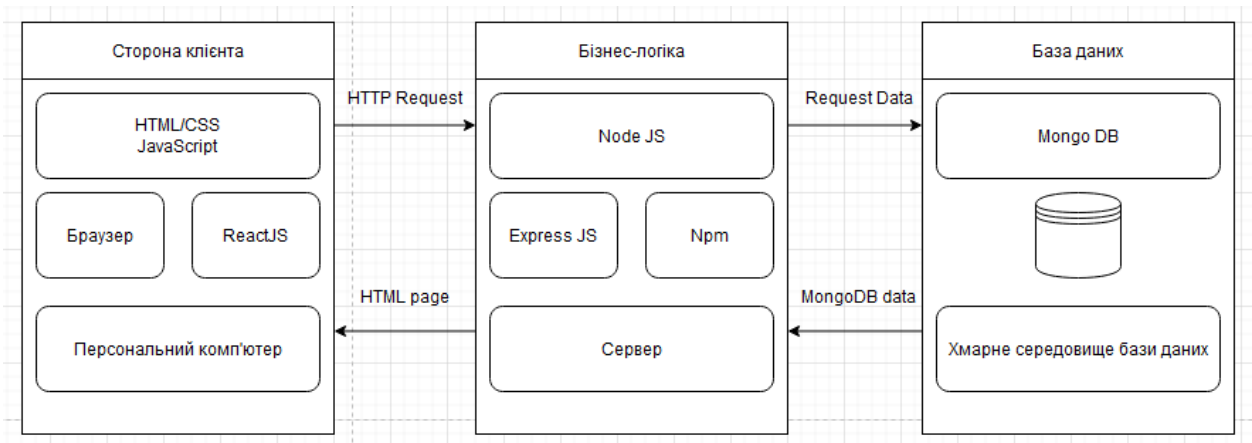 Сторона клієнта
HTML/CSS
JavaScript
Браузер
ReactJS
Персональний комп'ютер
HTTP Request
HTML page
Бізнес-логіка
Node JS
Express JS
Npm
Сервер
Request Data
MongoDB data
База даних
Mongo DB
Хмарне середовище бази даних